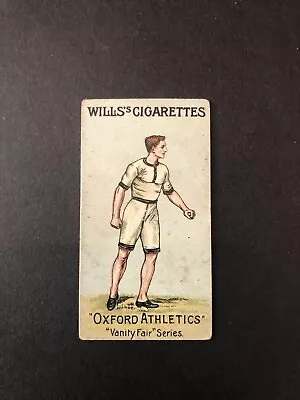 WILLS'S CIGARETTES
"OXFORD ATHLETICS"
"Vanity Fair" Series.